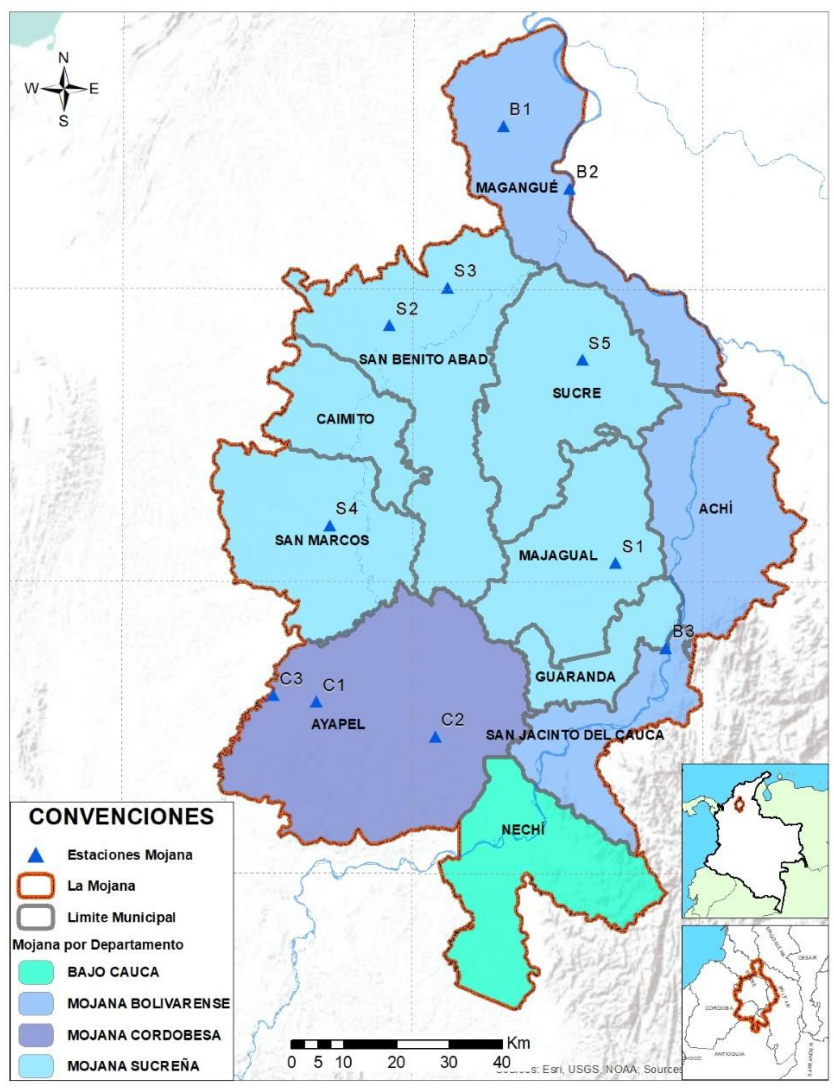 N
W E
S
B1
MAGANGUÉ
B2
S3
S2
SAN BENITO ABAD
S5
SUCRE
CAIMITO
ACHÍ
S4
SAN MARCOS
MAJAGUAL
S1
B3
GUARANDA
C3
C1
AYAPEL
C2
SAN JACINTO DEL CAUCA
NECHÍ
CONVENCIONES
Estaciones Mojana
La Mojana
Limite Municipal
Mojana por Departamento
BAJO CAUCA
MOJANA BOLIVARENSE
MOJANA CORDOBESA
MOJANA SUCREÑA
Km
0 5 10 20 30 40
Sources: Esri, USGS, NOAA; Sources
CESAR
CORDOBA
ANTIOQUIA